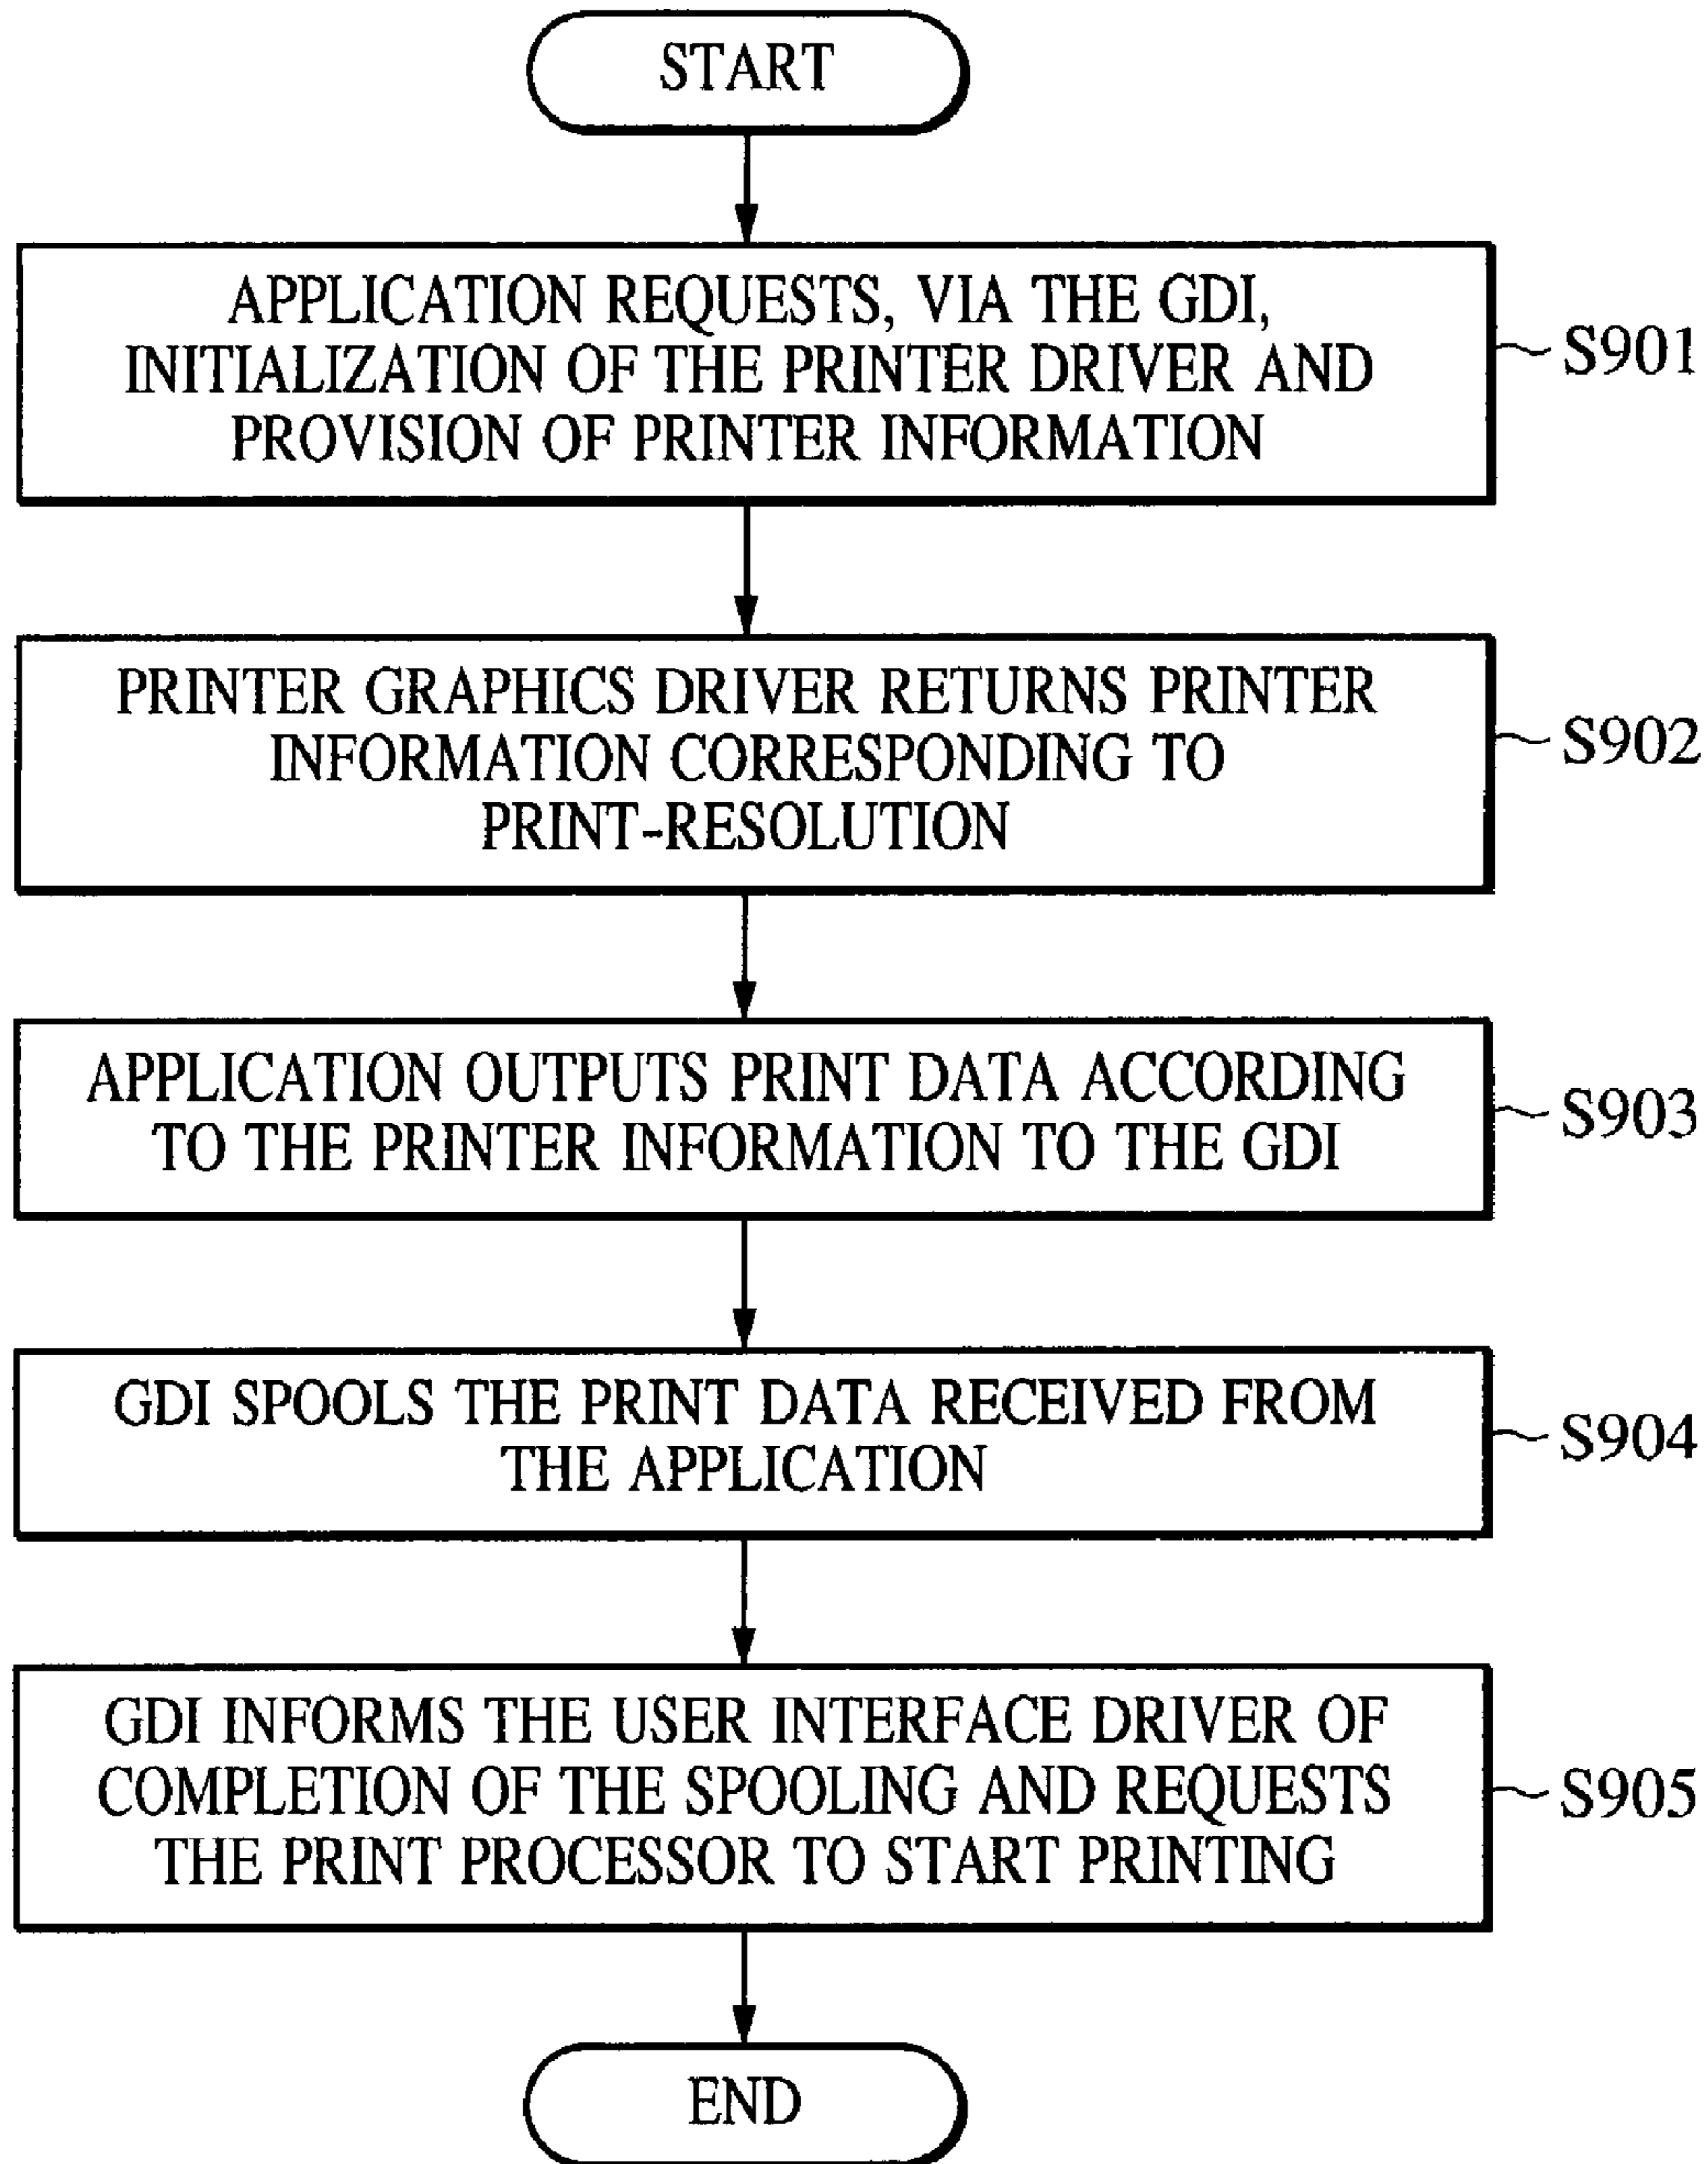 START
APPLICATION REQUESTS, VIA THE GDI,
INITIALIZATION OF THE PRINTER DRIVER AND
PROVISION OF PRINTER INFORMATION
S901
PRINTER GRAPHICS DRIVER RETURNS PRINTER
INFORMATION CORRESPONDING TO
PRINT-RESOLUTION
S902
APPLICATION OUTPUTS PRINT DATA ACCORDING
TO THE PRINTER INFORMATION TO THE GDI
S903
GDI SPOOLS THE PRINT DATA RECEIVED FROM
THE APPLICATION
S904
GDI INFORMS THE USER INTERFACE DRIVER OF
COMPLETION OF THE SPOOLING AND REQUESTS
THE PRINT PROCESSOR TO START PRINTING
S905
END